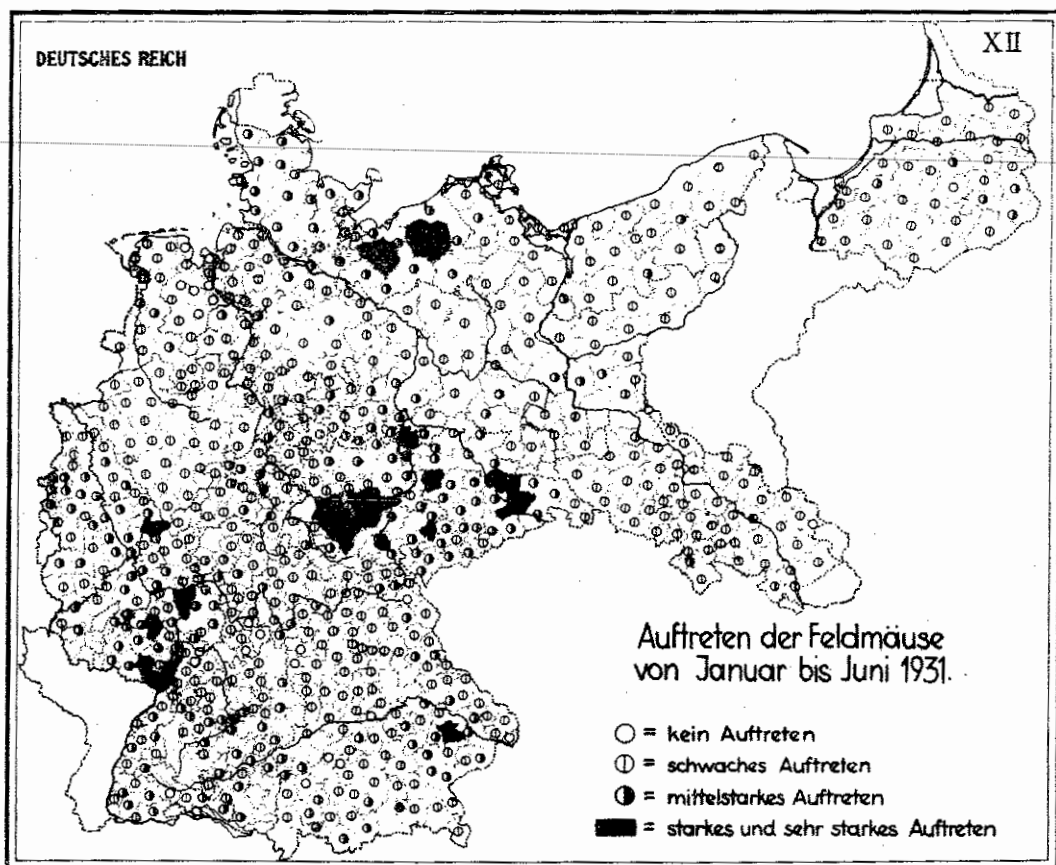 DEUTSCHES REICH
XII
Auftreten der Feldmäuse
von Januar bis Juni 1931.
= kein Auftreten
= schwaches Auftreten
= mittelstarkes Auftreten
= starkes und sehr starkes Auftreten